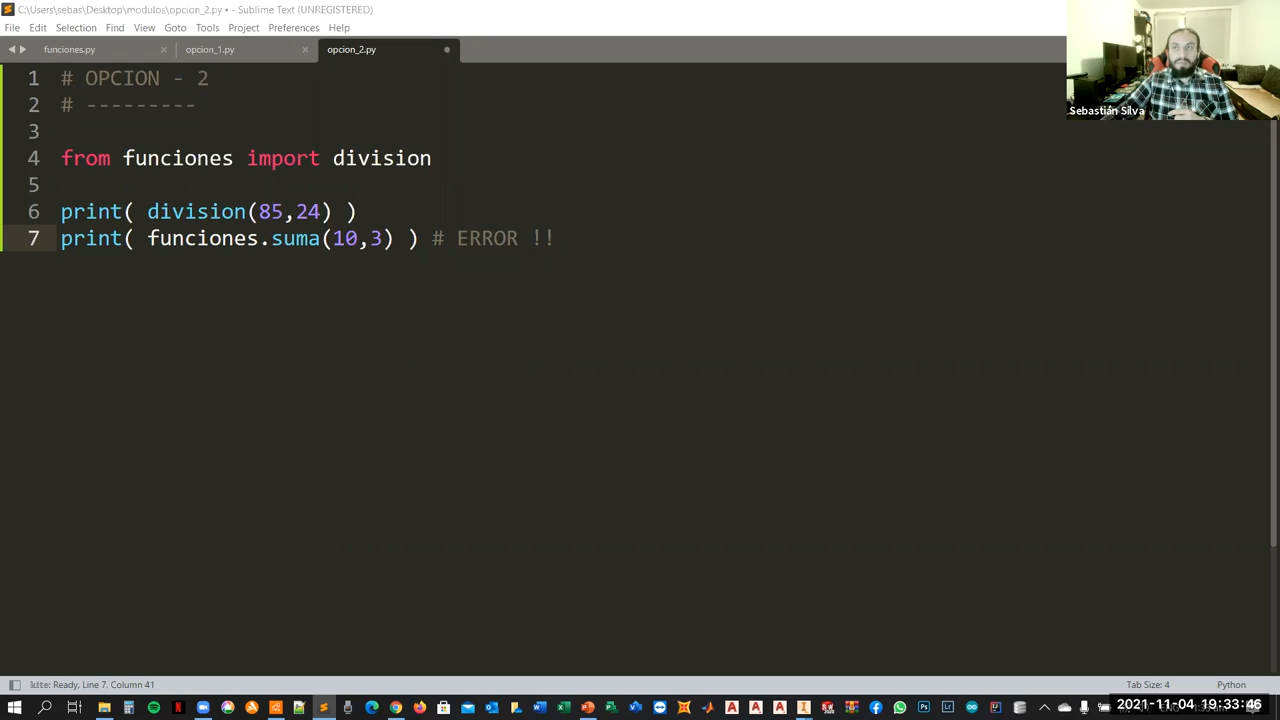 C:\Users\sebas\Desktop\modulos\opcion_2.py • - Sublime Text (UNREGISTERED)
File Edit Selection Find View Goto Tools Project Preferences Help
funciones.py × opcion_1.py × opcion_2.py
1 # OPCION - 2
2 # ---------
3
4 from funciones import division
5
6 print( division(85,24) )
7 print( funciones.suma(10,3) ) # ERROR !!
Sebastián Silva
Ready, Line 7, Column 41
Tab Size: 4 Python
2021-11-04 19:33:46